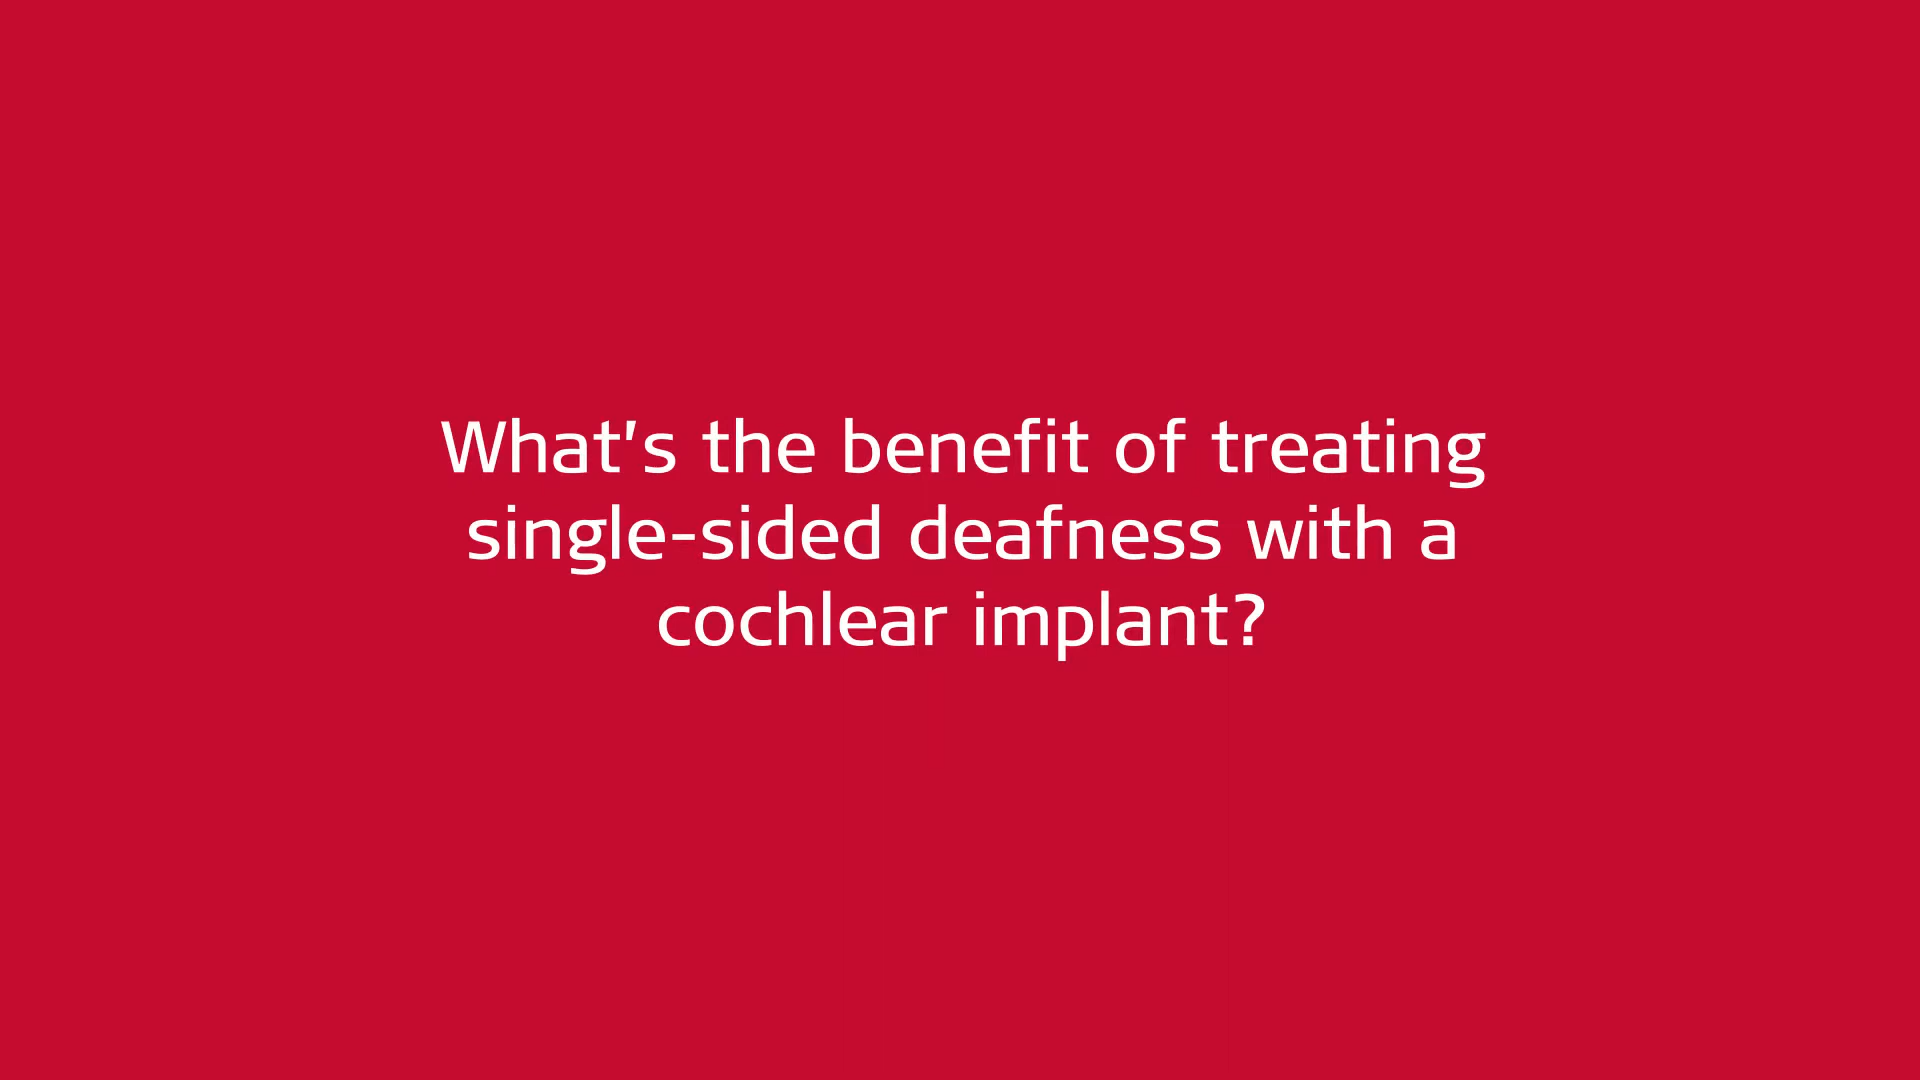 What's the benefit of treating
single-sided deafness with a
cochlear implant?